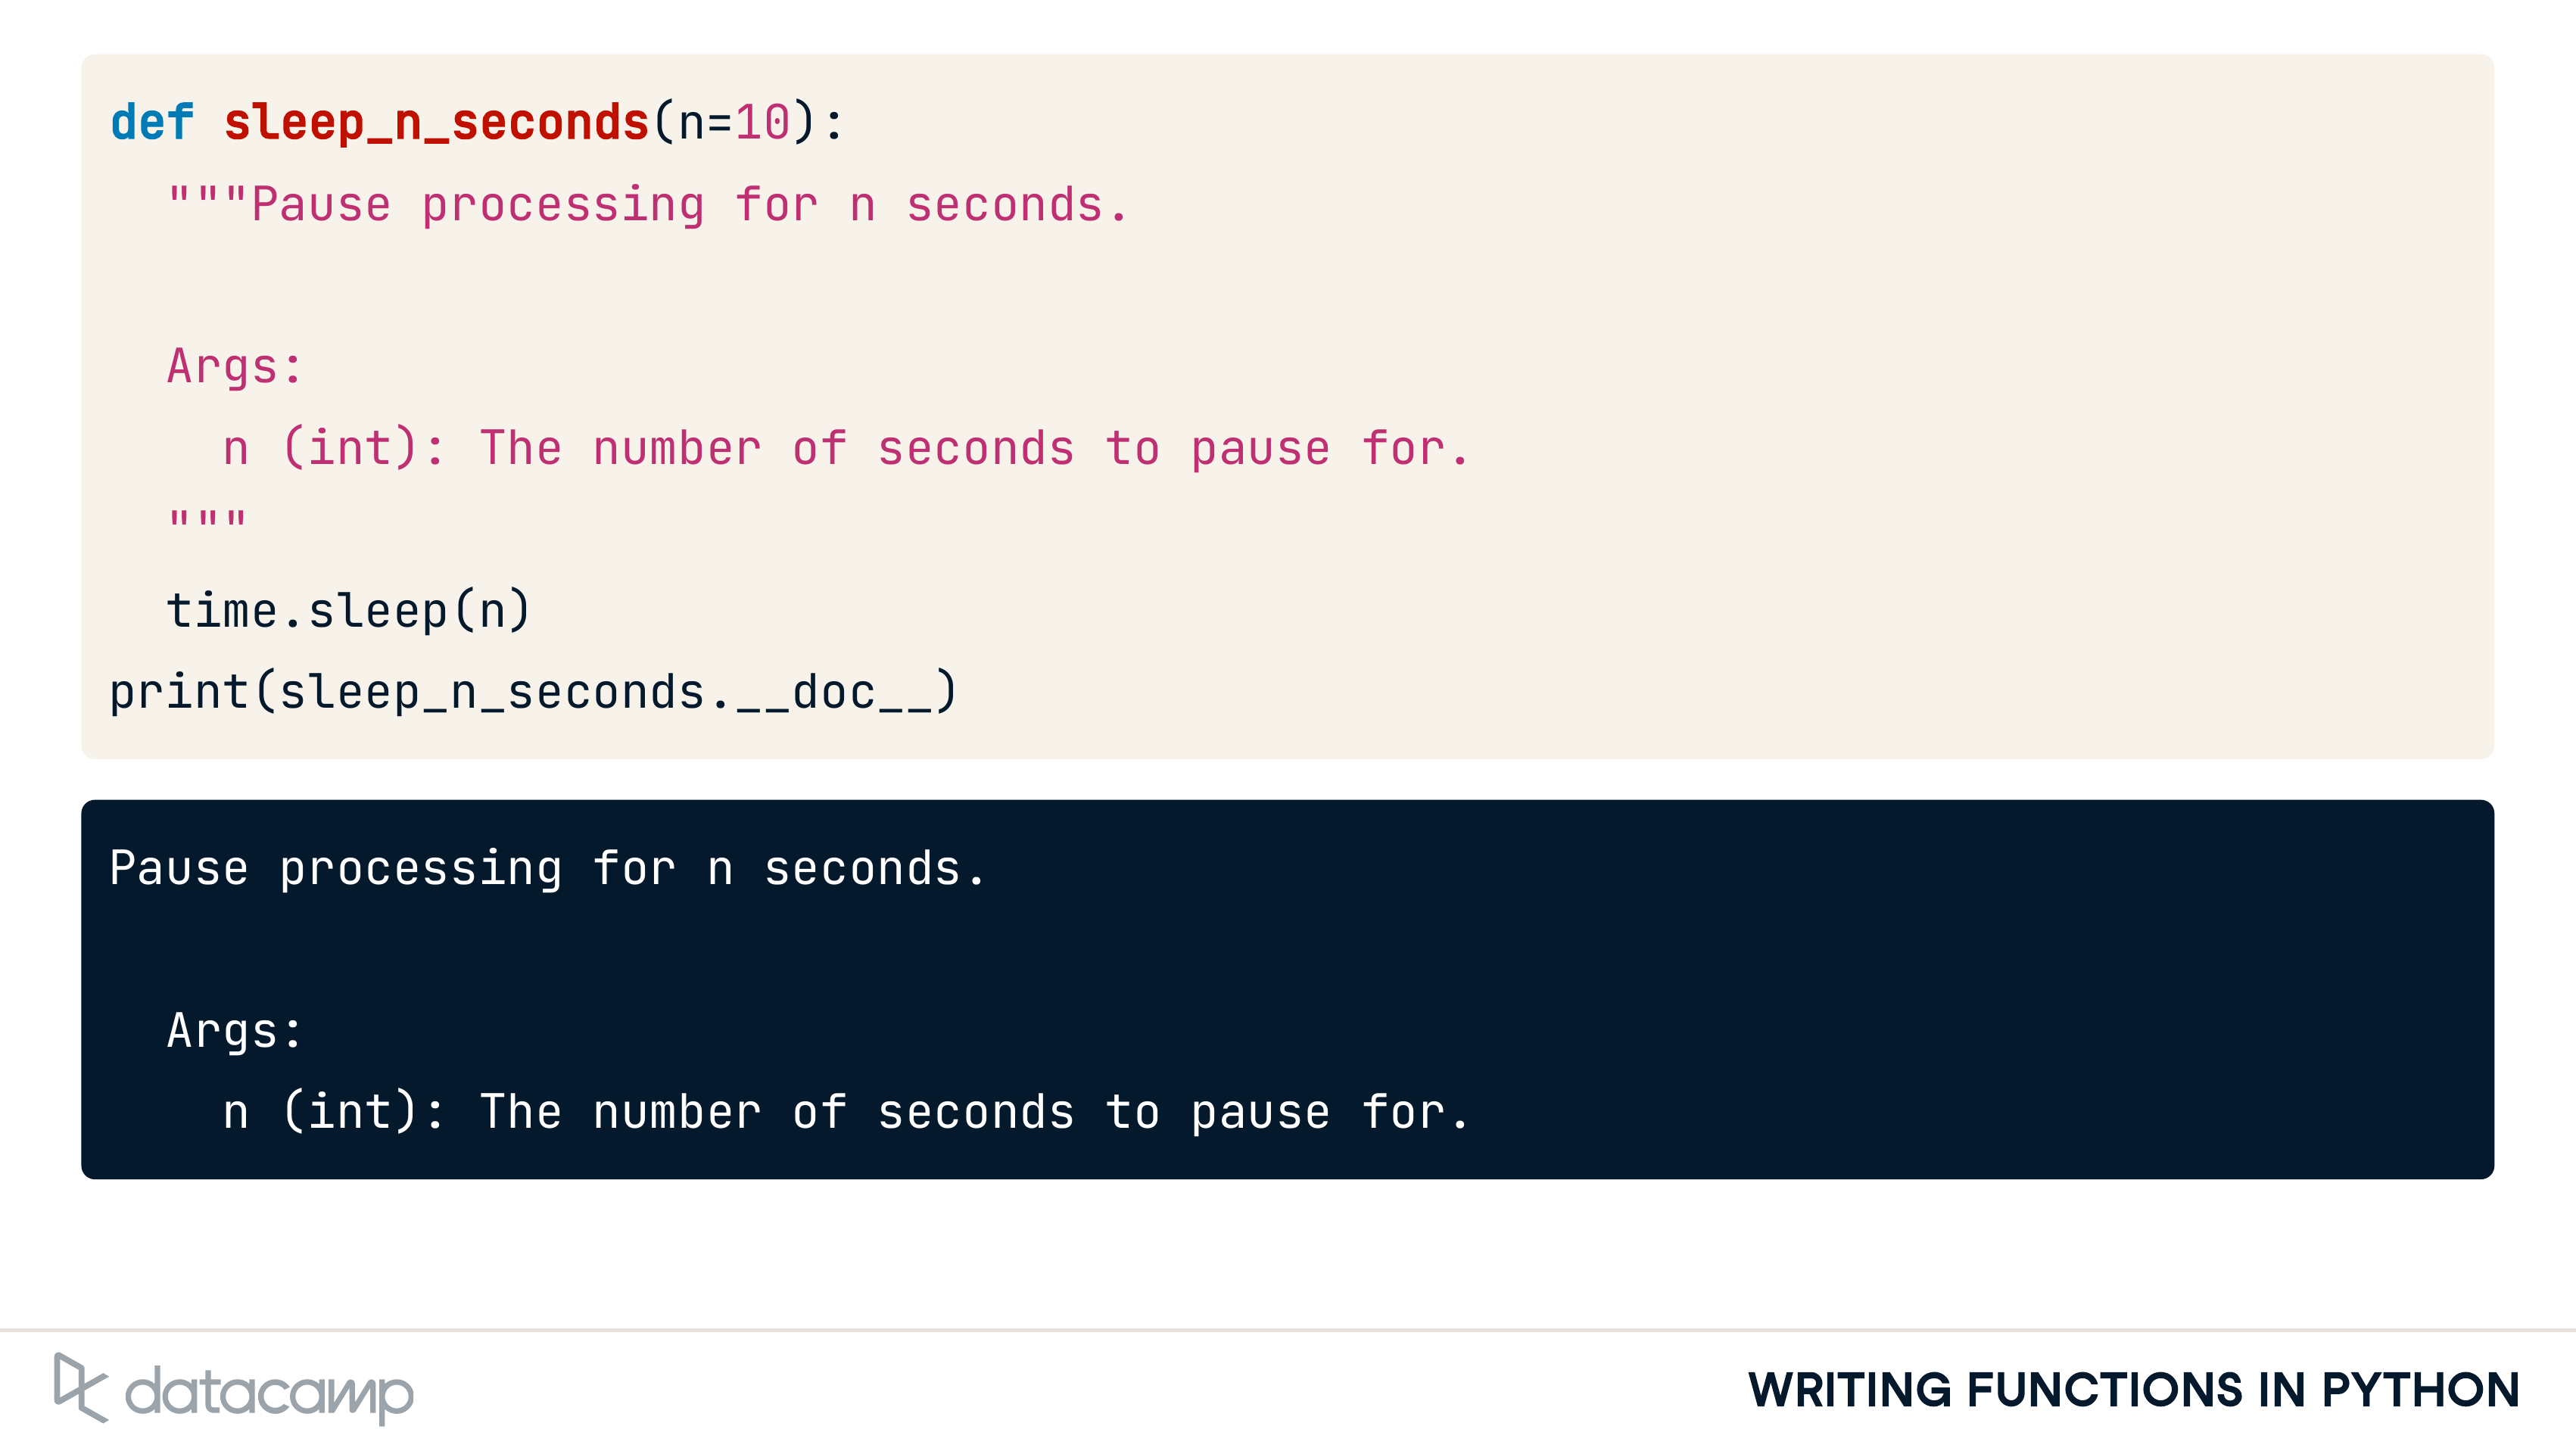 def sleep_n_seconds(n=10):
  """Pause processing for n seconds.

  Args:
    n (int): The number of seconds to pause for.
  """
  time.sleep(n)
print(sleep_n_seconds.__doc__)
Pause processing for n seconds.

  Args:
    n (int): The number of seconds to pause for.
datacamp
WRITING FUNCTIONS IN PYTHON